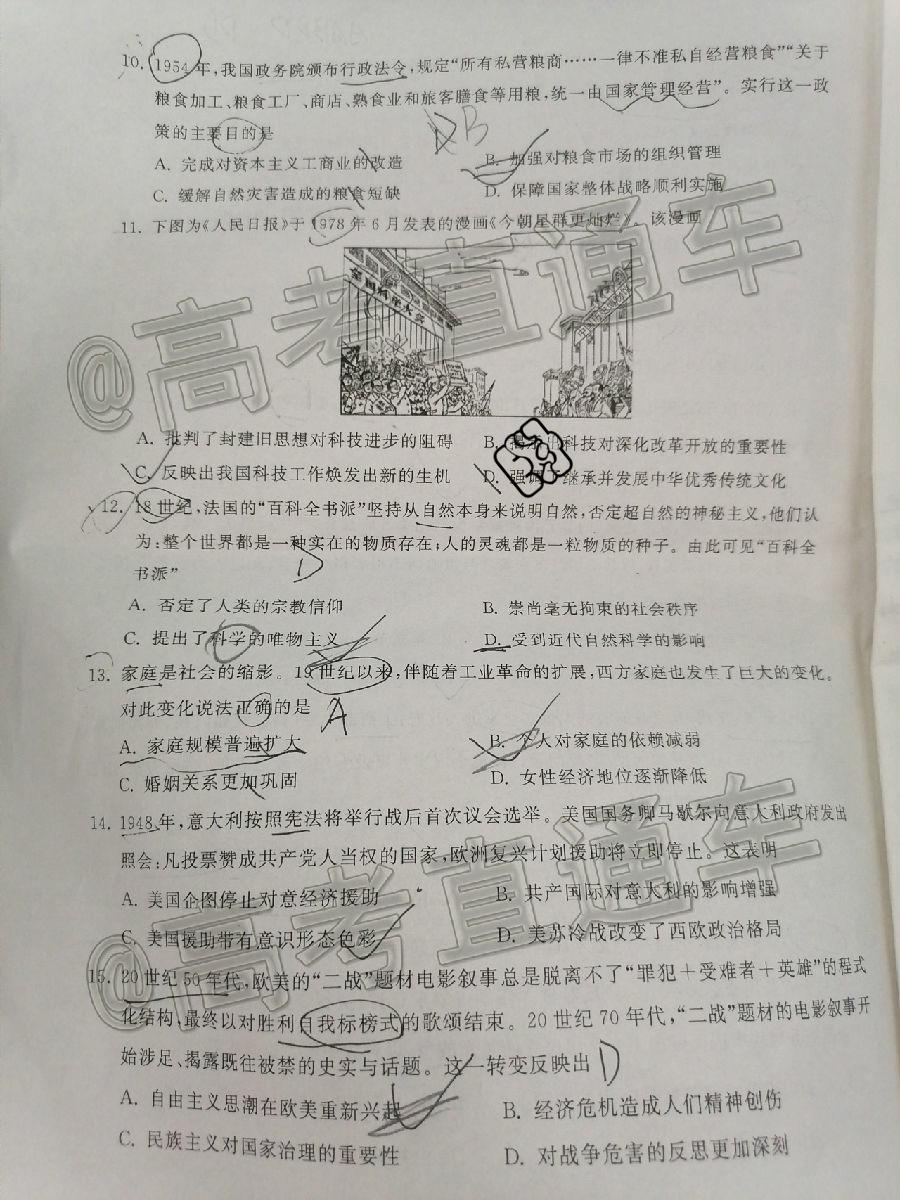 10. 1954年,我国政务院颁布行政法令,规定“所有私营粮商……一律不准私自经营粮食”“关于
粮食加工、粮食工厂、商店、熟食业和旅客膳食等用粮,统一由国家管理经营”。实行这一政
策的主要目的是
DB
A. 完成对资本主义工商业的改造 B. 加强对粮食市场的组织管理
C. 缓解自然灾害造成的粮食短缺 D. 保障国家整体战略顺利实施
11. 下图为《人民日报》于1978年6月发表的漫画《今朝星群更灿烂》。该漫画
全国科学大会
@高考直通车
A. 批判了封建旧思想对科技进步的阻碍 B. 揭示出科技对深化改革开放的重要性
C. 反映出我国科技工作焕发出新的生机 D. 强调了继承并发展中华优秀传统文化
12. 18世纪,法国的“百科全书派”坚持从自然本身来说明自然,否定超自然的神秘主义,他们认
为:整个世界都是一种实在的物质存在;人的灵魂都是一粒物质的种子。由此可见“百科全
书派”
D
A. 否定了人类的宗教信仰 B. 崇尚毫无拘束的社会秩序
C. 提出了科学的唯物主义 D. 受到近代自然科学的影响
13. 家庭是社会的缩影。19世纪以来,伴随着工业革命的扩展,西方家庭也发生了巨大的变化。
对此变化说法正确的是
A
A. 家庭规模普遍扩大 B. 个人对家庭的依赖减弱
C. 婚姻关系更加巩固 D. 女性经济地位逐渐降低
14. 1948年,意大利按照宪法将举行战后首次议会选举。美国国务卿马歇尔向意大利政府发出
照会:凡投票赞成共产党人当权的国家,欧洲复兴计划援助将立即停止。这表明
A. 美国企图停止对意经济援助 B. 共产国际对意大利的影响增强
C. 美国援助带有意识形态色彩 D. 美苏冷战改变了西欧政治格局
@高考直通车
15. 20世纪50年代,欧美的“二战”题材电影叙事总是脱离不了“罪犯+受难者+英雄”的程式
化结构、最终以对胜利自我标榜式的歌颂结束。20世纪70年代,“二战”题材的电影叙事开
始涉足、揭露既往被禁的史实与话题。这一转变反映出
D
A. 自由主义思潮在欧美重新兴起 B. 经济危机造成人们精神创伤
C. 民族主义对国家治理的重要性 D. 对战争危害的反思更加深刻